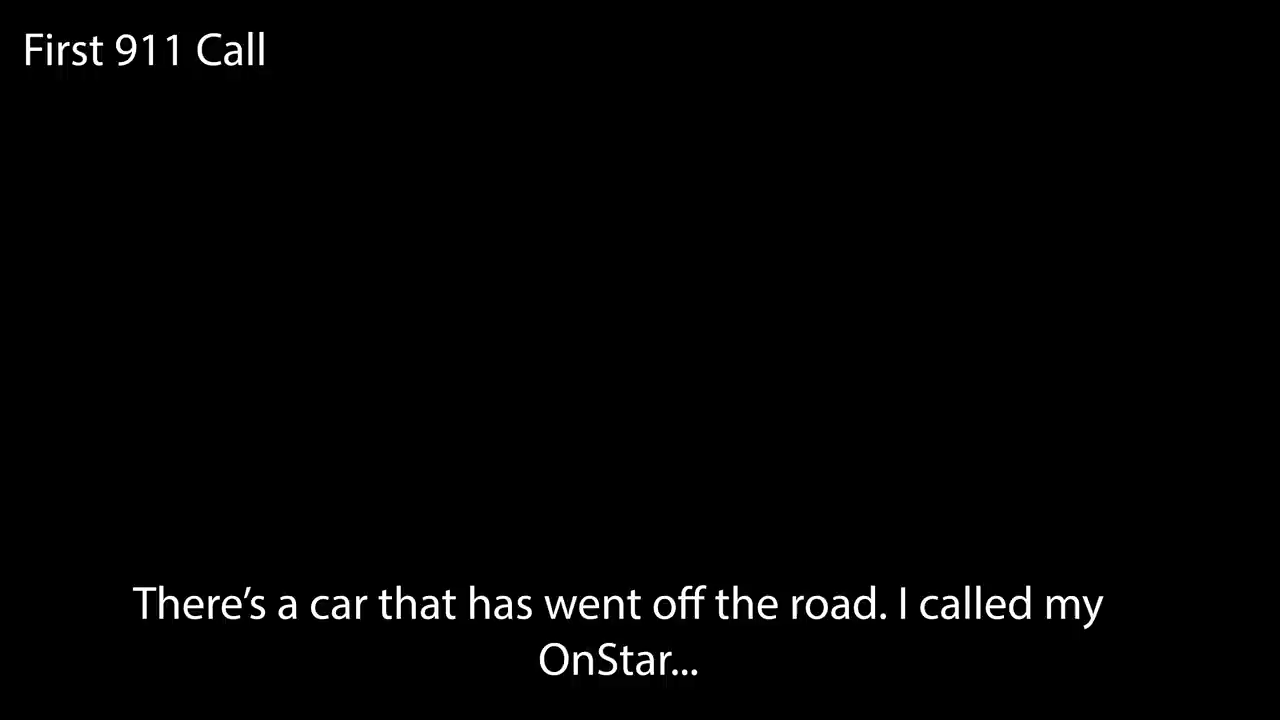 First 911 Call
There’s a car that has went off the road. I called my
OnStar...